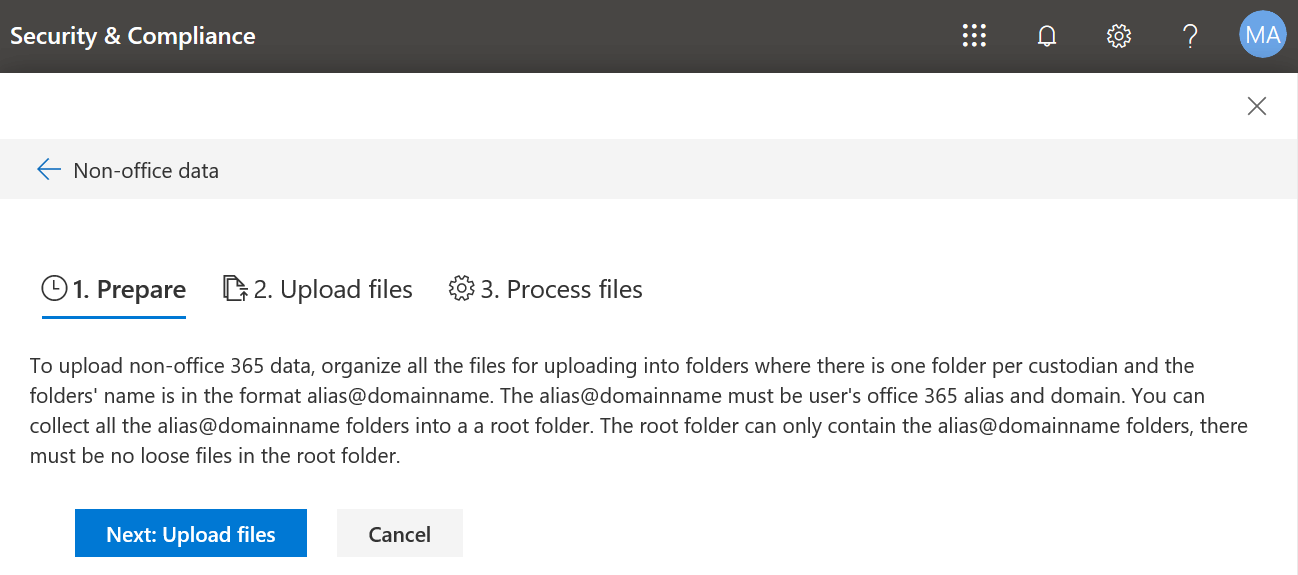 Security & Compliance
MA
Non-office data
1. Prepare
2. Upload files
3. Process files
To upload non-office 365 data, organize all the files for uploading into folders where there is one folder per custodian and the
folders' name is in the format alias@domainname. The alias@domainname must be user's office 365 alias and domain. You can
collect all the alias@domainname folders into a a root folder. The root folder can only contain the alias@domainname folders, there
must be no loose files in the root folder.
Next: Upload files
Cancel